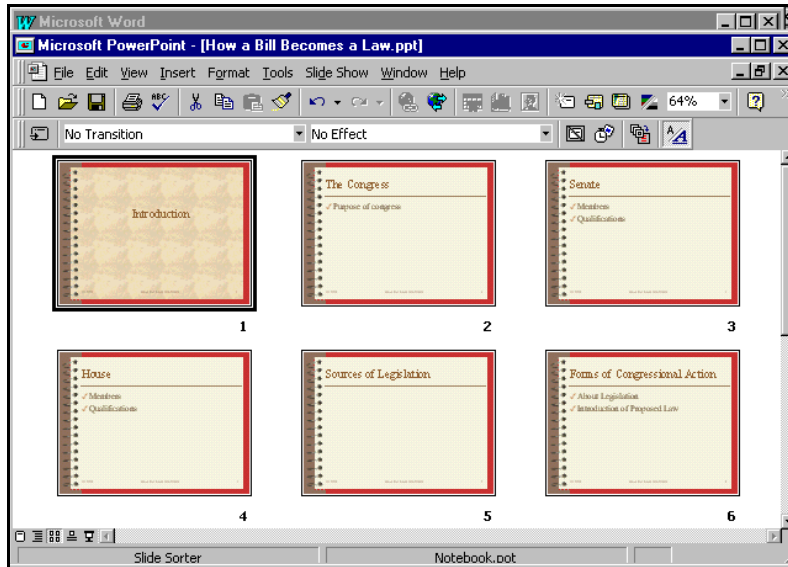 Microsoft Word
Microsoft PowerPoint - [How a Bill Becomes a Law.ppt]
File Edit View Insert Format Tools Slide Show Window Help
ABC 64%
No Transition No Effect
Introduction
The Congress
✓ Purpose of congress
Senate
✓ Members
✓ Qualifications
1 2 3
House
✓ Members
✓ Qualifications
Sources of Legislation
Forms of Congressional Action
✓ About Legislation
✓ Introduction of Proposed Law
4 5 6
Slide Sorter Notebook.pot